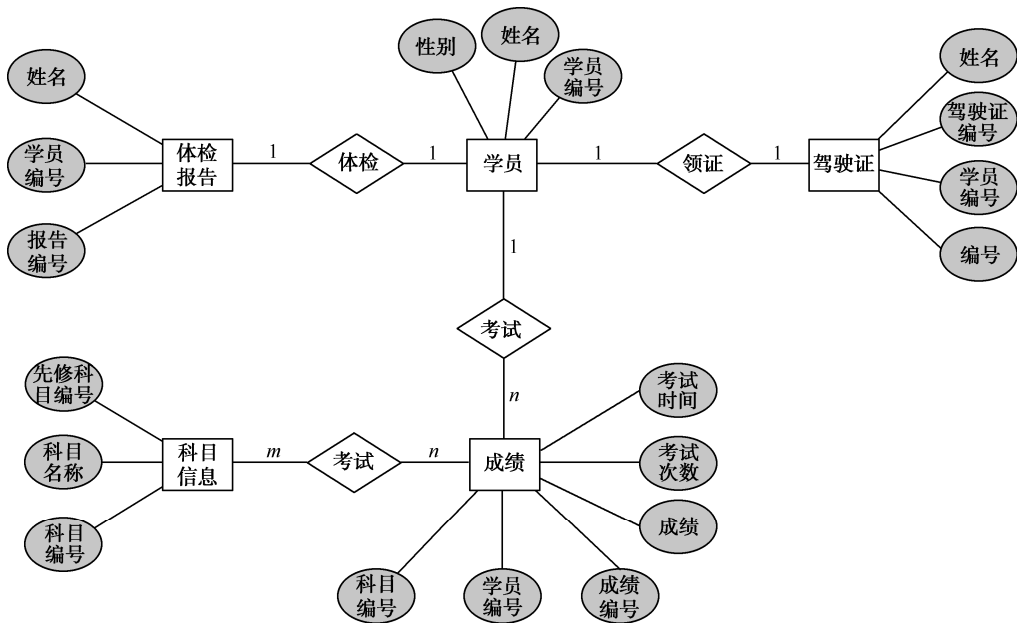 性别
姓名
学员
编号
姓名
学员
编号
报告
编号
体检
报告
1
体检
1
学员
1
领证
1
驾驶证
姓名
驾驶证
编号
学员
编号
编号
1
考试
n
先修科
目编号
科目
名称
科目
编号
科目
信息
m
考试
n
成绩
考试
时间
考试
次数
成绩
科目
编号
学员
编号
成绩
编号